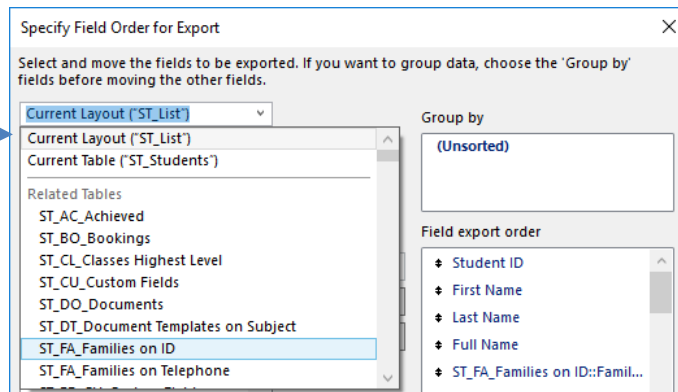 Specify Field Order for Export
Select and move the fields to be exported. If you want to group data, choose the 'Group by'
fields before moving the other fields.
Current Layout ("ST_List")
Current Layout ("ST_List")
Current Table ("ST_Students")
Related Tables
ST_AC_Achieved
ST_BO_Bookings
ST_CL_Classes Highest Level
ST_CU_Custom Fields
ST_DO_Documents
ST_DT_Document Templates on Subject
ST_FA_Families on ID
ST_FA_Families on Telephone
Group by
(Unsorted)
Field export order
Student ID
First Name
Last Name
Full Name
ST_FA_Families on ID::Famil...